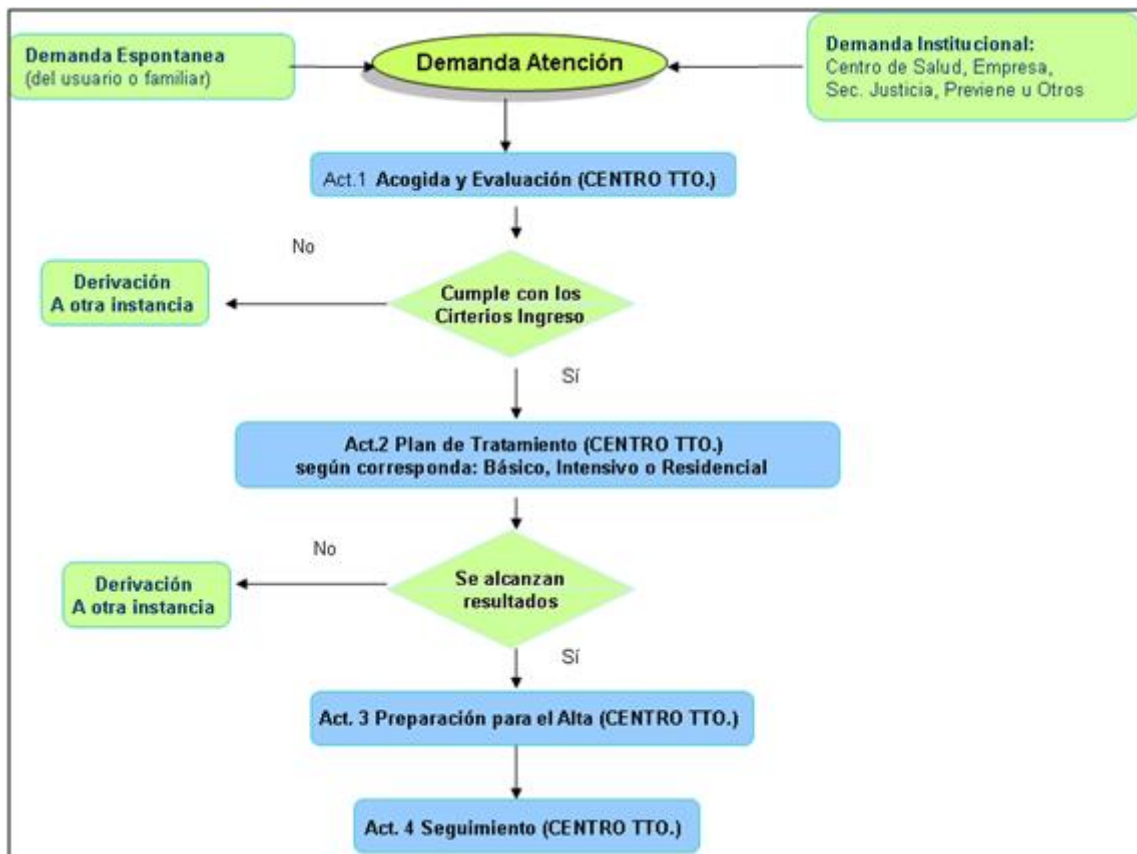 Demanda Espontanea
(del usuario o familiar)
Demanda Atención
Demanda Institucional:
Centro de Salud, Empresa,
Sec. Justicia, Previene u Otros
Act.1 Acogida y Evaluación (CENTRO TTO.)
No
Derivación
A otra instancia
Cumple con los
Cirterios Ingreso
Sí
Act.2 Plan de Tratamiento (CENTRO TTO.)
según corresponda: Básico, Intensivo o Residencial
No
Derivación
A otra instancia
Se alcanzan
resultados
Sí
Act. 3 Preparación para el Alta (CENTRO TTO.)
Act. 4 Seguimiento (CENTRO TTO.)